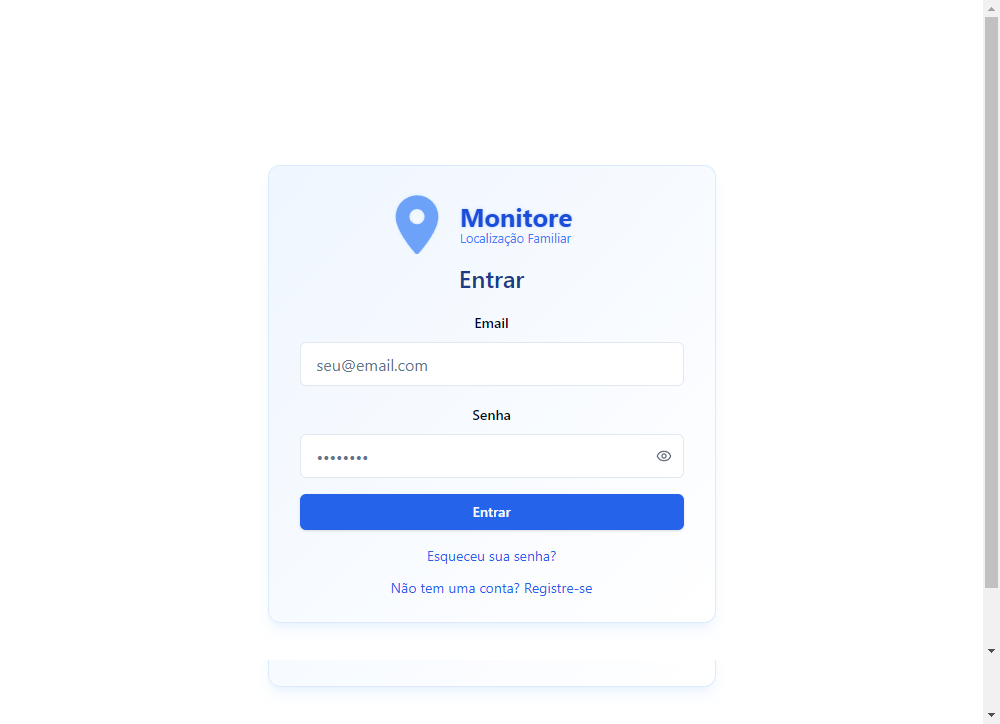 Monitore
Localização Familiar
Entrar
Email
seu@email.com
Senha
••••••••
Entrar
Esqueceu sua senha?
Não tem uma conta? Registre-se